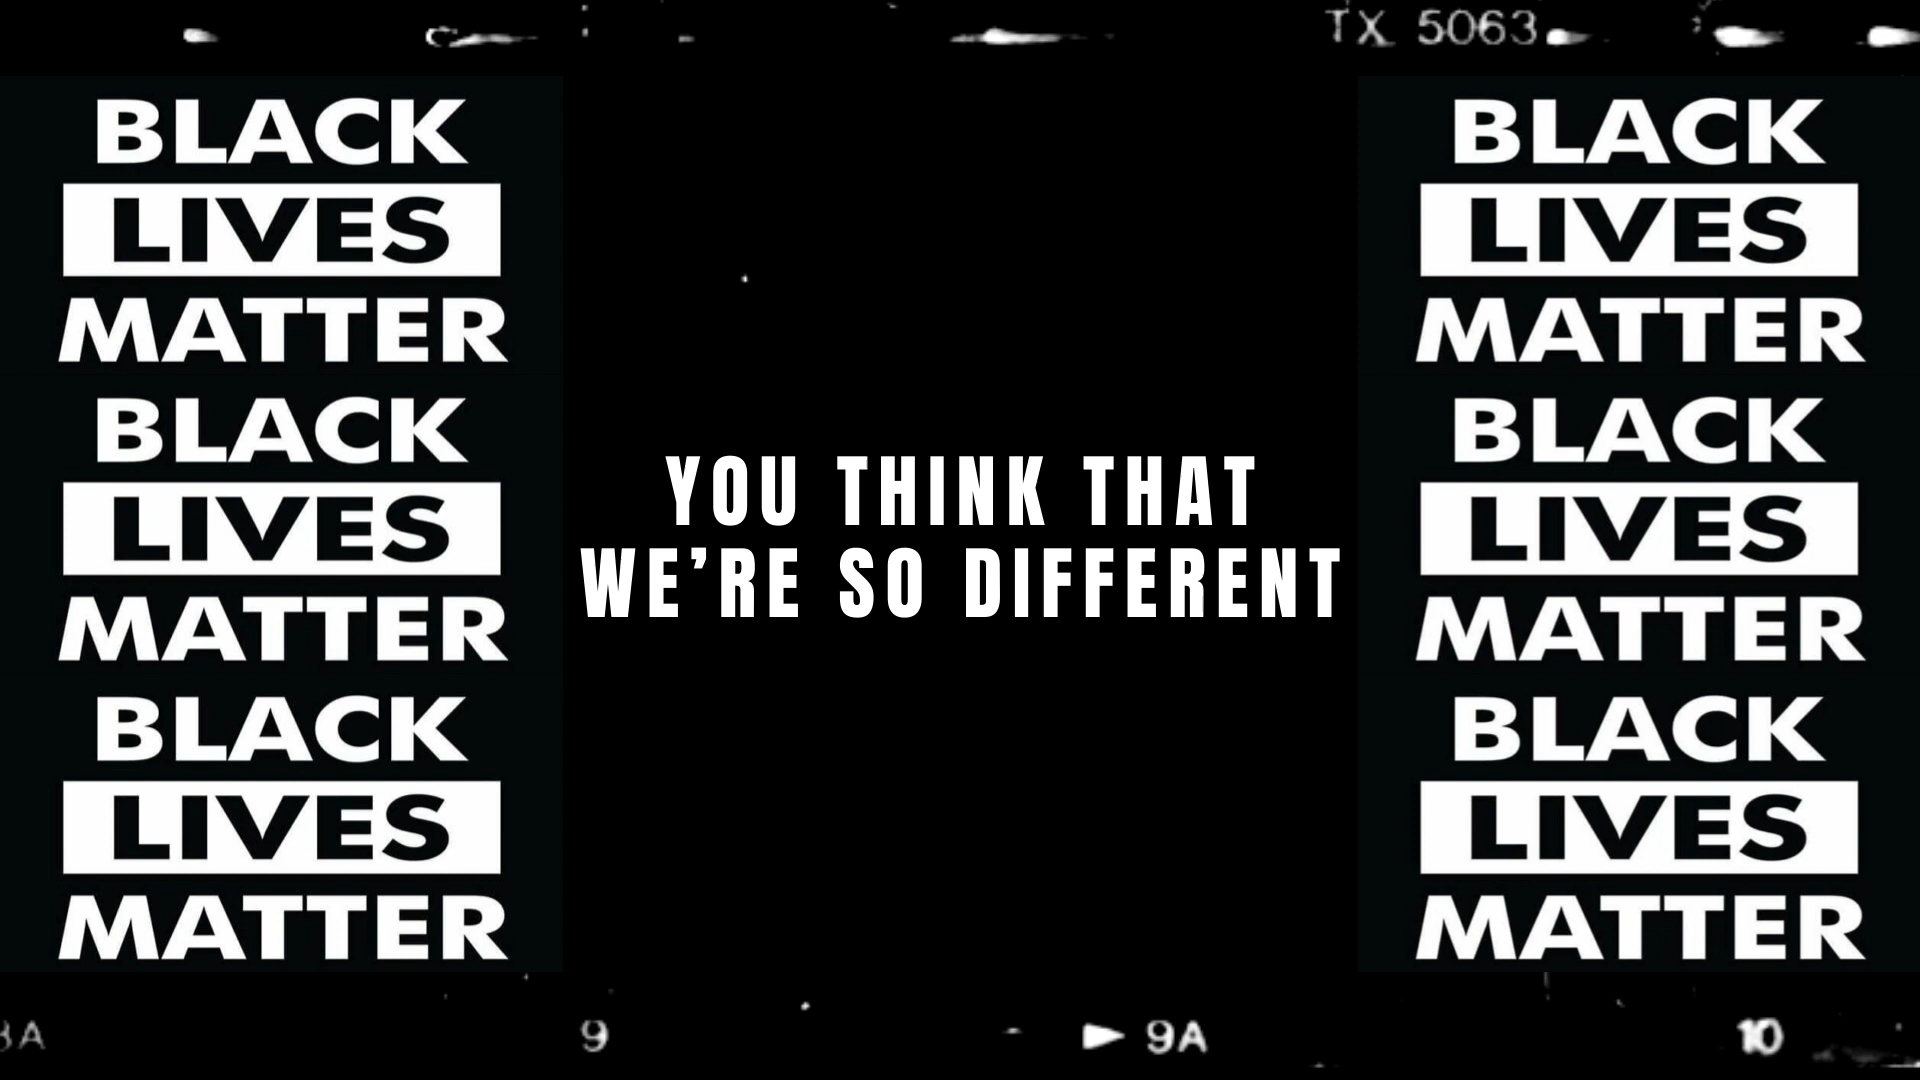 TX 5063
BLACK
LIVES
MATTER
BLACK
LIVES
MATTER
BLACK
LIVES
MATTER
YOU THINK THAT
WE’RE SO DIFFERENT
BLACK
LIVES
MATTER
BLACK
LIVES
MATTER
BLACK
LIVES
MATTER
9
9A
10